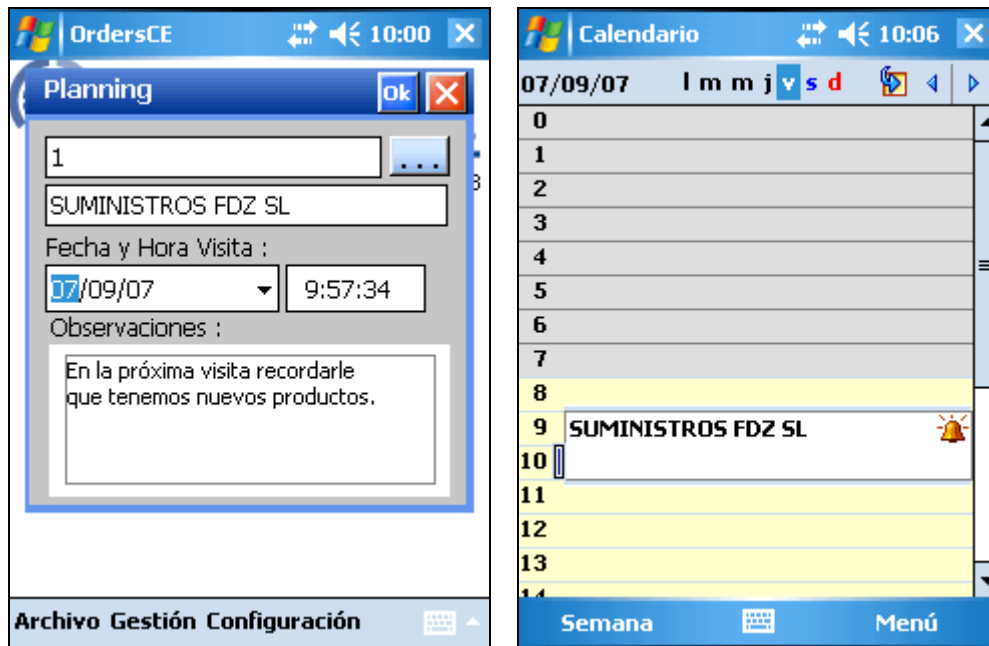 OrdersCE 10:00
Planning Ok
1
...
SUMINISTROS FDZ SL
Fecha y Hora Visita :
07/09/07 9:57:34
Observaciones :
En la próxima visita recordarle
que tenemos nuevos productos.
Archivo Gestión Configuración
Calendario 10:06
07/09/07 l m m j v s d
0
1
2
3
4
5
6
7
8
9 SUMINISTROS FDZ SL
10
11
12
13
14
Semana Menú